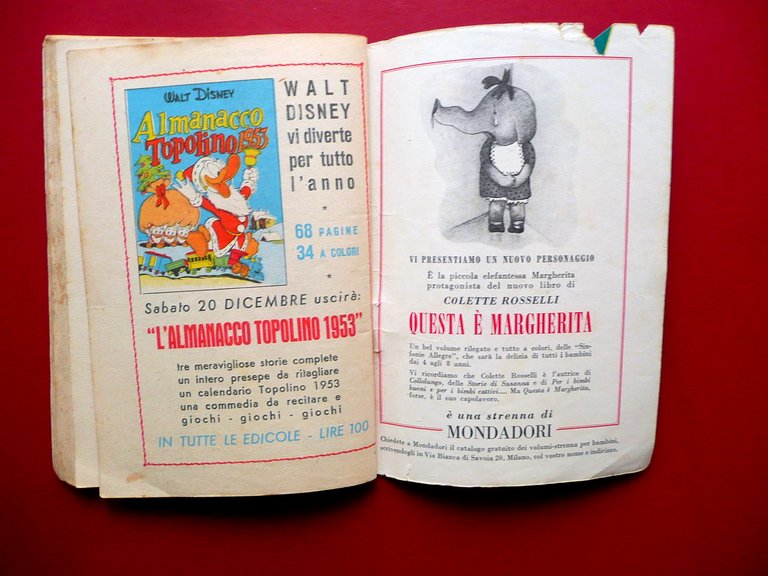 WALT DISNEY
Almanacco
Topolino 1953
WALT
DISNEY
vi diverte
per tutto
l'anno
*
68 PAGINE
34 A COLORI
*
Sabato 20 DICEMBRE uscirà:
"L'ALMANACCO TOPOLINO 1953"
tre meravigliose storie complete
un intero presepe da ritagliare
un calendario Topolino 1953
una commedia da recitare e
giochi - giochi - giochi
IN TUTTE LE EDICOLE - LIRE 100
VI PRESENTIAMO UN NUOVO PERSONAGGIO
È la piccola elefantessa Margherita
protagonista del nuovo libro di
COLETTE ROSSELLI
QUESTA È MARGHERITA
Un bel volume rilegato e tutto a colori, delle "Sin-
fonie Allegre", che sarà la delizia di tutti i bambini
dai 4 agli 8 anni.
Vi ricordiamo che Colette Rosselli è l'autrice di
Collolungo, delle Storie di Susanna e di Per i bimbi
buoni e per i bimbi cattivi.... Ma Questa è Margherita,
forse, è il suo capolavoro.
è una strenna di
MONDADORI
Chiedete a Mondadori il catalogo gratuito dei volumi-strenna per bambini,
scrivendogli in Via Bianca di Savoia 20, Milano, col vostro nome e indirizzo.